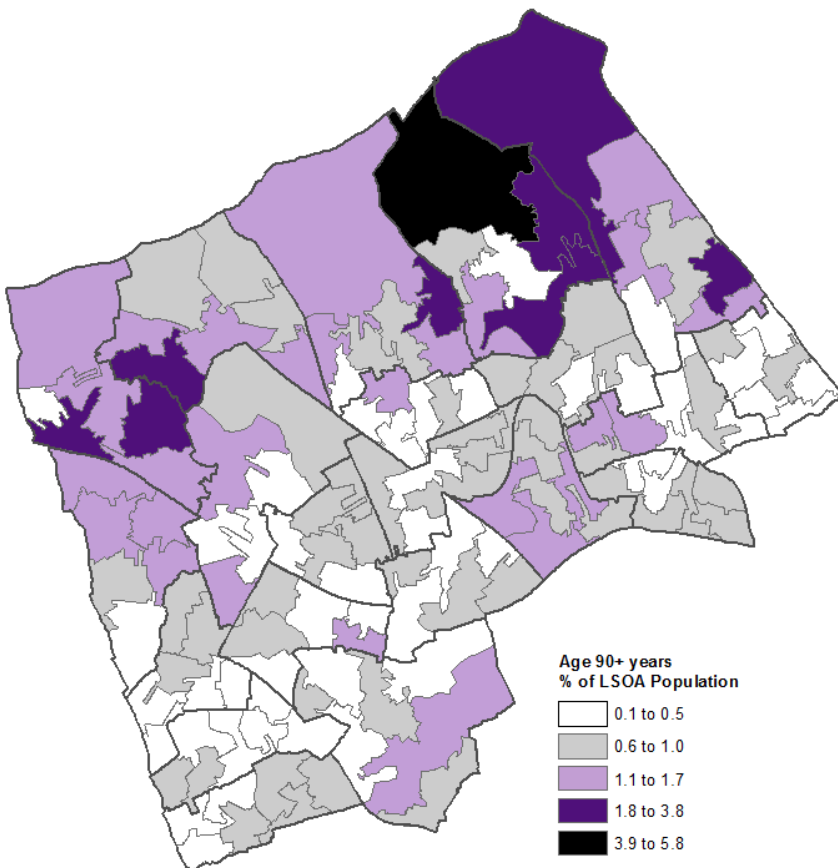 Age 90+ years
% of LSOA Population
0.1 to 0.5
0.6 to 1.0
1.1 to 1.7
1.8 to 3.8
3.9 to 5.8